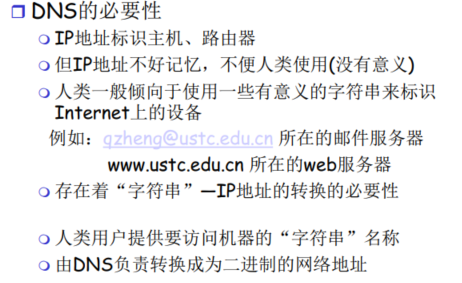 DNS的必要性
IP地址标识主机、路由器
但IP地址不好记忆，不便人类使用(没有意义)
人类一般倾向于使用一些有意义的字符串来标识
Internet上的设备
例如：qzheng@ustc.edu.cn 所在的邮件服务器
www.ustc.edu.cn 所在的web服务器
存在着“字符串”—IP地址的转换的必要性
人类用户提供要访问机器的“字符串”名称
由DNS负责转换成为二进制的网络地址